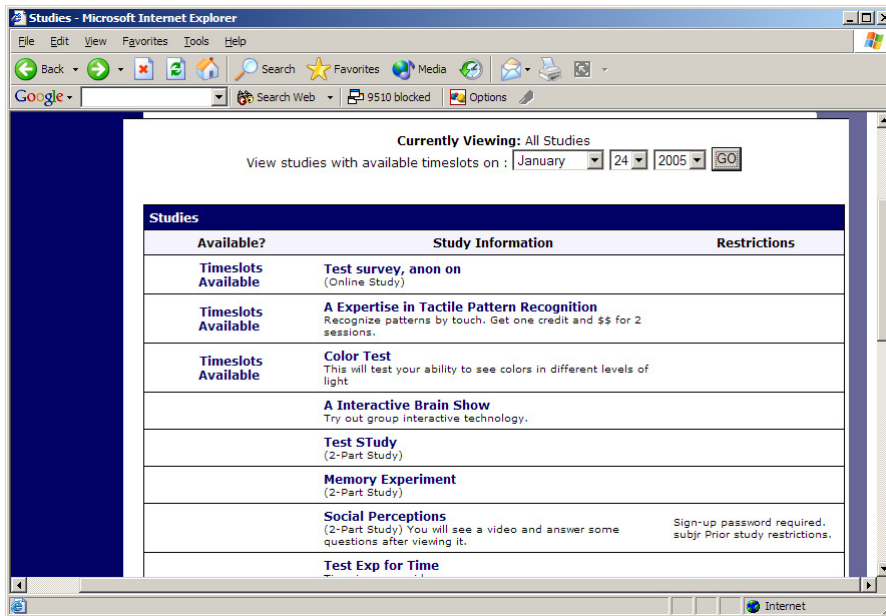 Studies - Microsoft Internet Explorer
File Edit View Favorites Tools Help
Back Search Favorites Media
Google Search Web 9510 blocked Options
Currently Viewing: All Studies
View studies with available timeslots on : January 24 2005 GO
Studies
Available? Study Information Restrictions
Timeslots Available
Test survey, anon on
(Online Study)
Timeslots Available
A Expertise in Tactile Pattern Recognition
Recognize patterns by touch. Get one credit and $$ for 2
sessions.
Timeslots Available
Color Test
This will test your ability to see colors in different levels of
light
A Interactive Brain Show
Try out group interactive technology.
Test STudy
(2-Part Study)
Memory Experiment
(2-Part Study)
Social Perceptions
(2-Part Study) You will see a video and answer some
questions after viewing it.
Sign-up password required.
subjr Prior study restrictions.
Test Exp for Time
Internet